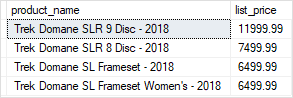 product_name list_price
Trek Domane SLR 9 Disc - 2018 11999.99
Trek Domane SLR 8 Disc - 2018 7499.99
Trek Domane SL Frameset - 2018 6499.99
Trek Domane SL Frameset Women's - 2018 6499.99